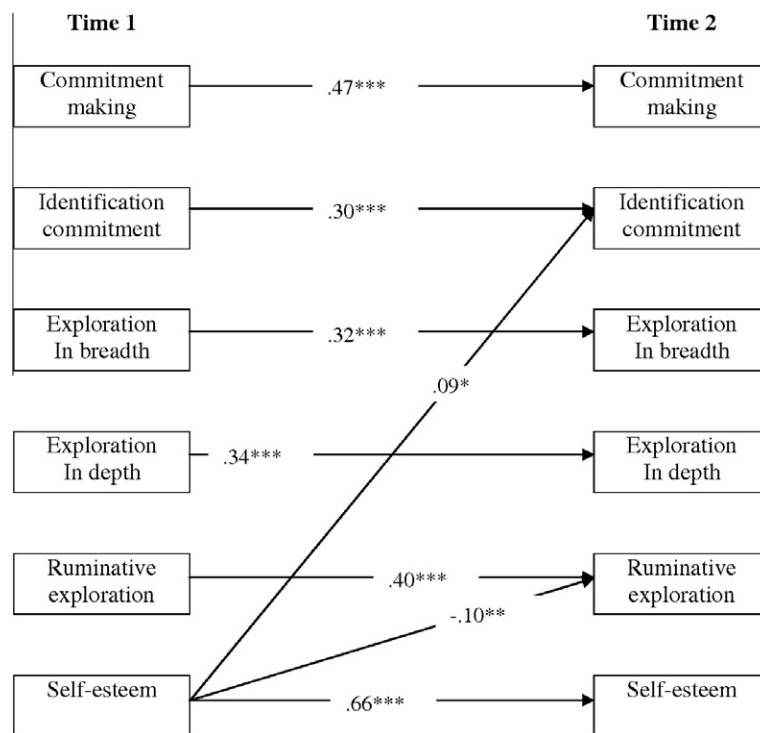 Time 1 Time 2
Commitment
making
.47***
Commitment
making
Identification
commitment
.30***
Identification
commitment
Exploration
In breadth
.32***
Exploration
In breadth
.09*
Exploration
In depth
.34***
Exploration
In depth
Ruminative
exploration
.40***
Ruminative
exploration
-.10**
Self-esteem
.66***
Self-esteem